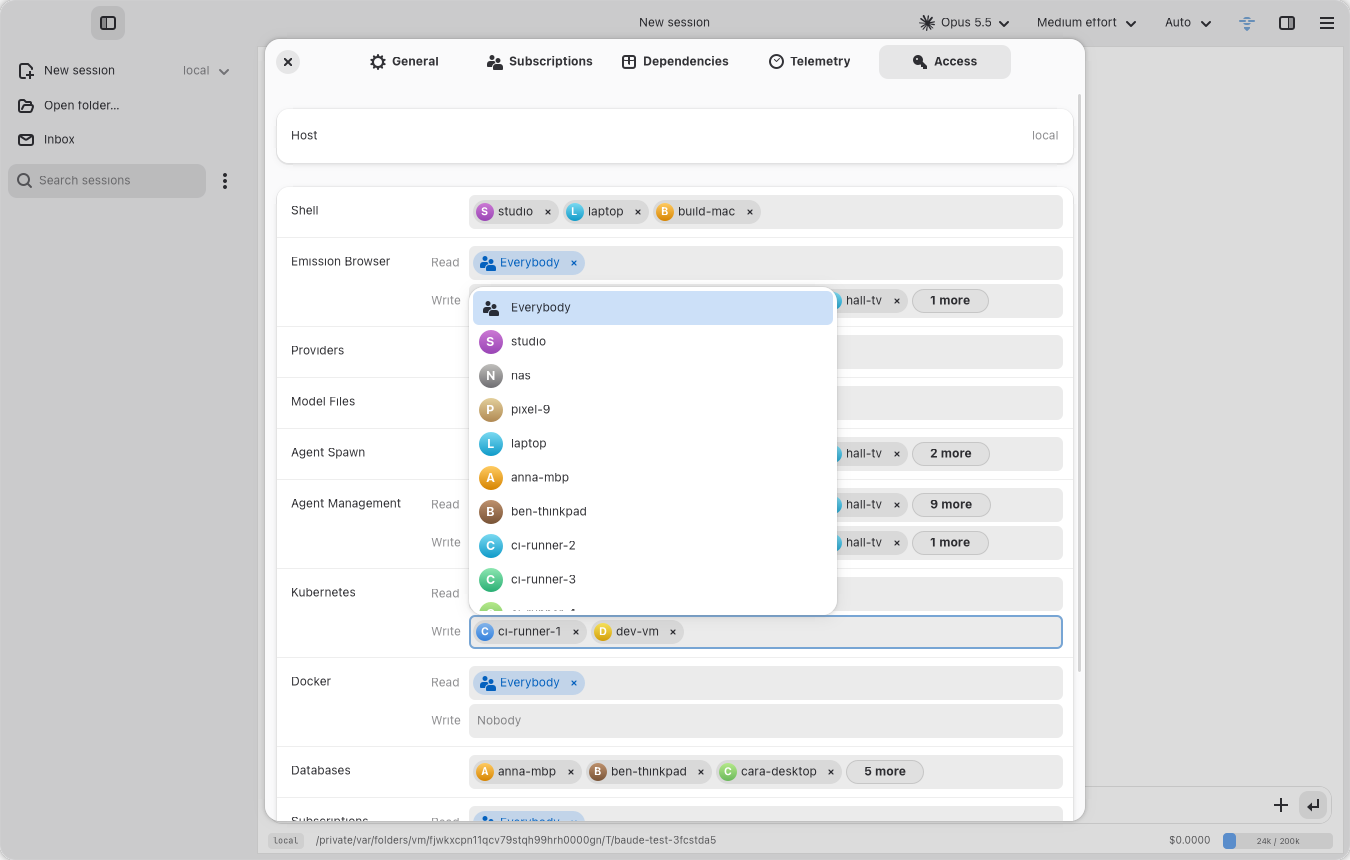 New session
Opus 5.5
Medium effort
Auto
New session
local
Open folder...
Inbox
Search sessions
General
Subscriptions
Dependencies
Telemetry
Access
Host
local
Shell
S studio ×
L laptop ×
B build-mac ×
Emission Browser
Read
Everybody ×
Write
hall-tv ×
1 more
Everybody
S studio
N nas
P pixel-9
L laptop
A anna-mbp
B ben-thinkpad
C ci-runner-2
C ci-runner-3
Providers
Model Files
Agent Spawn
hall-tv ×
2 more
Agent Management
Read
hall-tv ×
9 more
Write
hall-tv ×
1 more
Kubernetes
Read
Write
C ci-runner-1 ×
D dev-vm ×
Docker
Read
Everybody ×
Write
Nobody
Databases
A anna-mbp ×
B ben-thinkpad ×
C cara-desktop ×
5 more
Subscriptions
Read
Everybody
local
/private/var/folders/vm/fjwkxcpn11qcv79stqh99hrh0000gn/T/baude-test-3fcstda5
$0.0000
24k / 200k